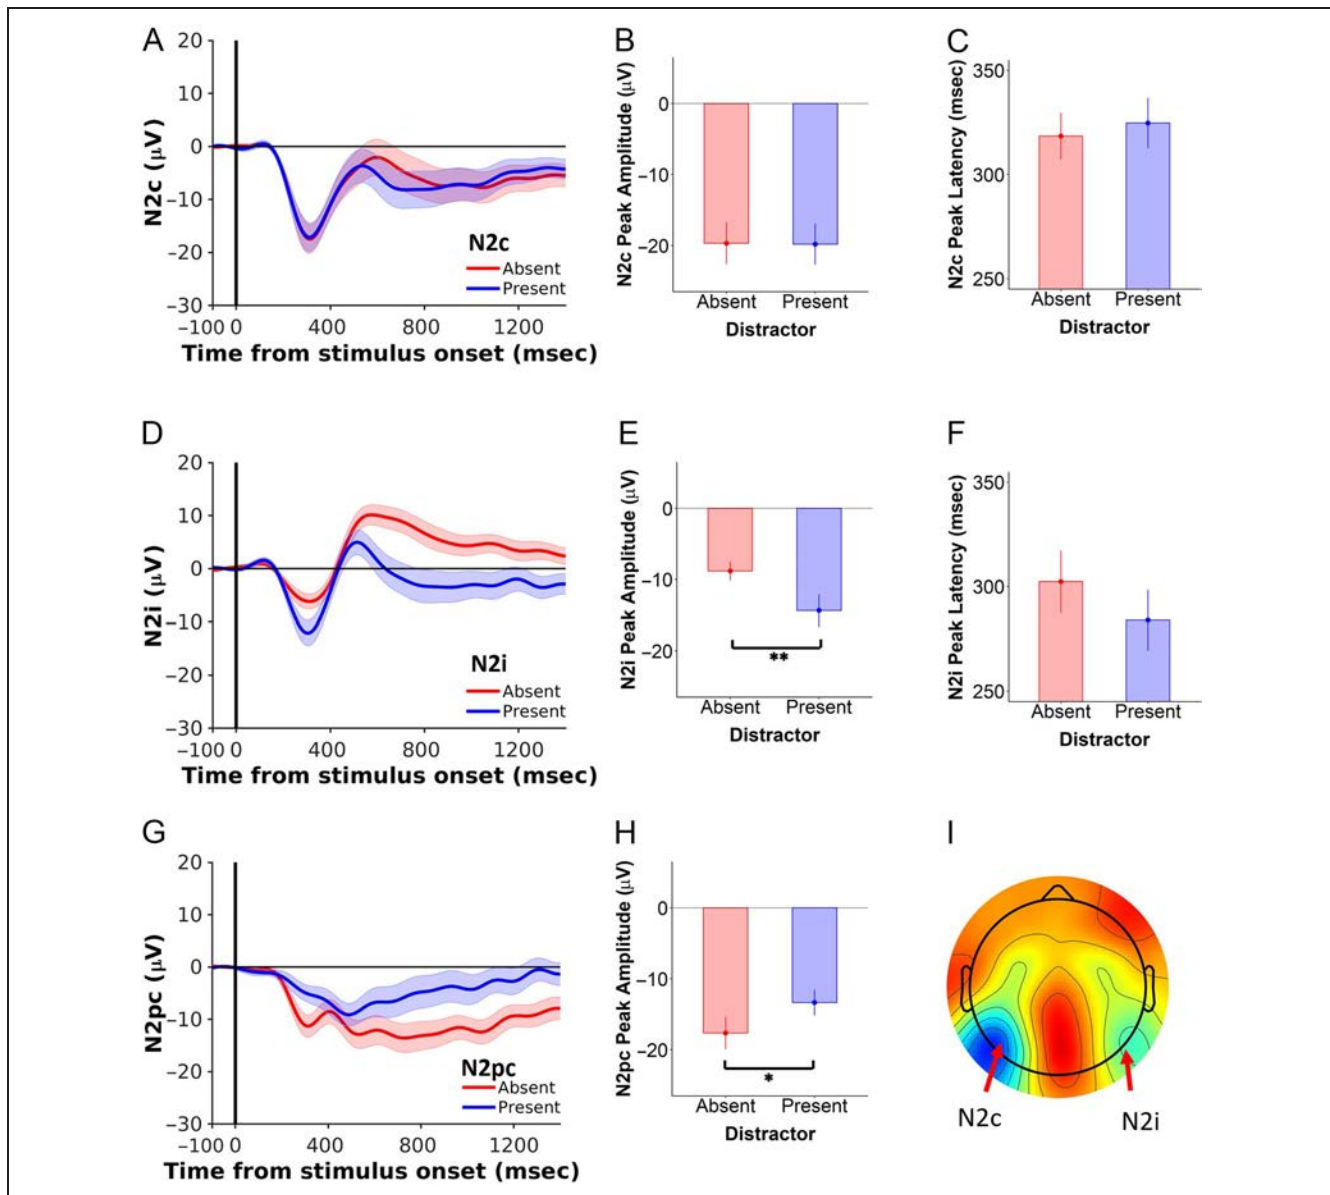 A
N2c (µV)
20
10
0
−10
−20
−30
N2c
Absent
Present
−100 0 400 800 1200
Time from stimulus onset (msec)
B
N2c Peak Amplitude (µV)
0
−10
−20
Absent Present
Distractor
C
N2c Peak Latency (msec)
350
300
250
Absent Present
Distractor
D
N2i (µV)
20
10
0
−10
−20
−30
N2i
Absent
Present
−100 0 400 800 1200
Time from stimulus onset (msec)
E
N2i Peak Amplitude (µV)
0
−10
−20
**
Absent Present
Distractor
F
N2i Peak Latency (msec)
350
300
250
Absent Present
Distractor
G
N2pc (µV)
20
10
0
−10
−20
−30
N2pc
Absent
Present
−100 0 400 800 1200
Time from stimulus onset (msec)
H
N2pc Peak Amplitude (µV)
0
−10
−20
*
Absent Present
Distractor
I
N2c
N2i